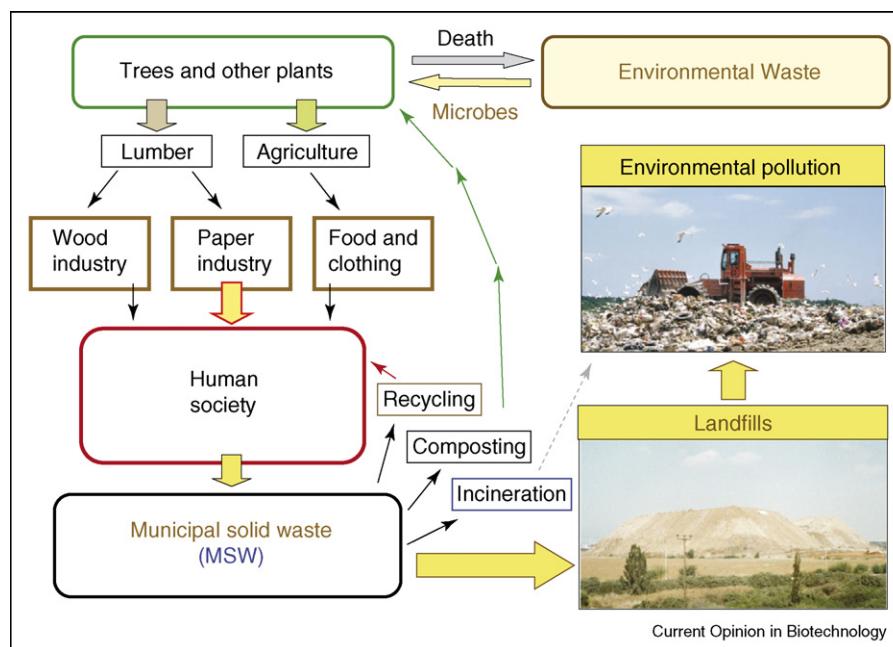 Death
Trees and other plants
Environmental Waste
Microbes
Lumber
Agriculture
Environmental pollution
Wood
industry
Paper
industry
Food and
clothing
Human
society
Recycling
Composting
Landfills
Incineration
Municipal solid waste
(MSW)
Current Opinion in Biotechnology